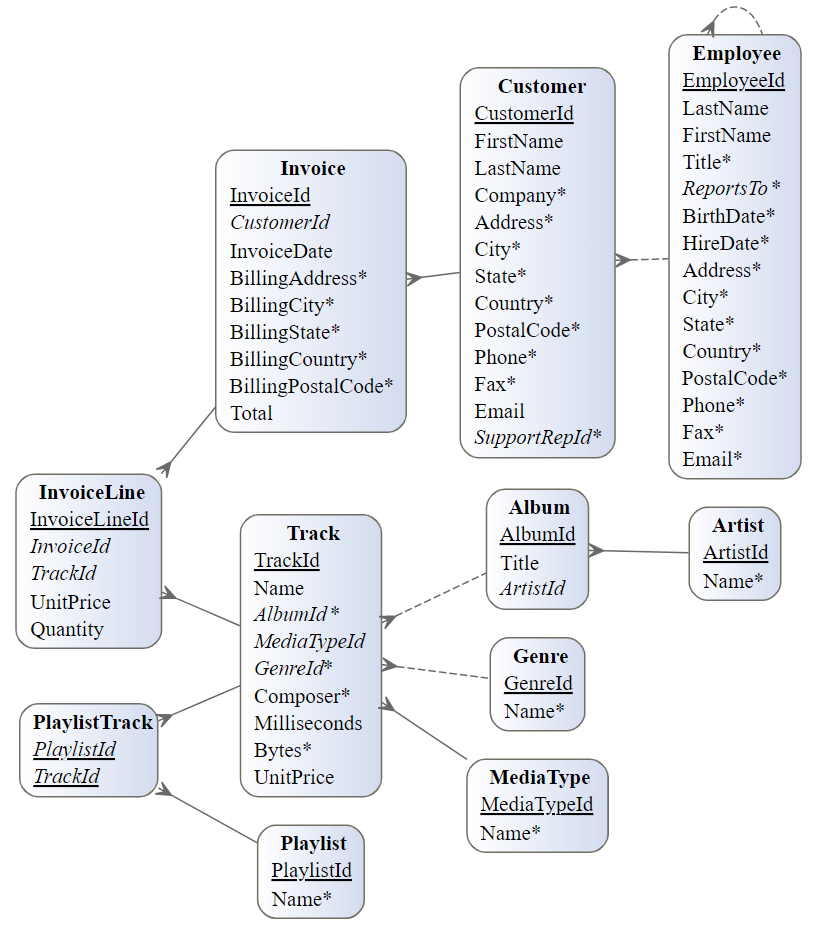 Employee
EmployeeId
LastName
FirstName
Title*
ReportsTo*
BirthDate*
HireDate*
Address*
City*
State*
Country*
PostalCode*
Phone*
Fax*
Email*
Customer
CustomerId
FirstName
LastName
Company*
Address*
City*
State*
Country*
PostalCode*
Phone*
Fax*
Email
SupportRepId*
Invoice
InvoiceId
CustomerId
InvoiceDate
BillingAddress*
BillingCity*
BillingState*
BillingCountry*
BillingPostalCode*
Total
InvoiceLine
InvoiceLineId
InvoiceId
TrackId
UnitPrice
Quantity
Track
TrackId
Name
AlbumId*
MediaTypeId
GenreId*
Composer*
Milliseconds
Bytes*
UnitPrice
Album
AlbumId
Title
ArtistId
Artist
ArtistId
Name*
Genre
GenreId
Name*
MediaType
MediaTypeId
Name*
PlaylistTrack
PlaylistId
TrackId
Playlist
PlaylistId
Name*